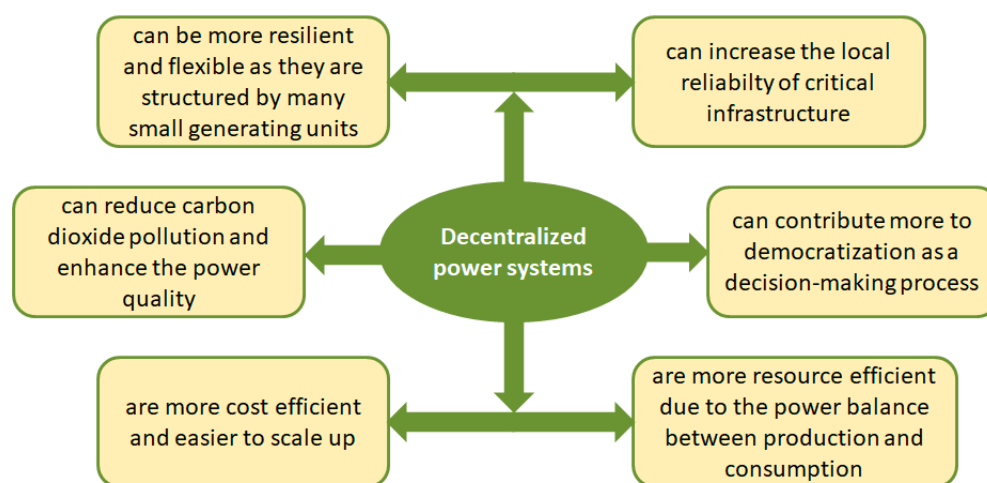 can be more resilient
and flexible as they are
structured by many
small generating units
can increase the local
reliabilty of critical
infrastructure
can reduce carbon
dioxide pollution and
enhance the power
quality
Decentralized
power systems
can contribute more to
democratization as a
decision-making process
are more cost efficient
and easier to scale up
are more resource efficient
due to the power balance
between production and
consumption